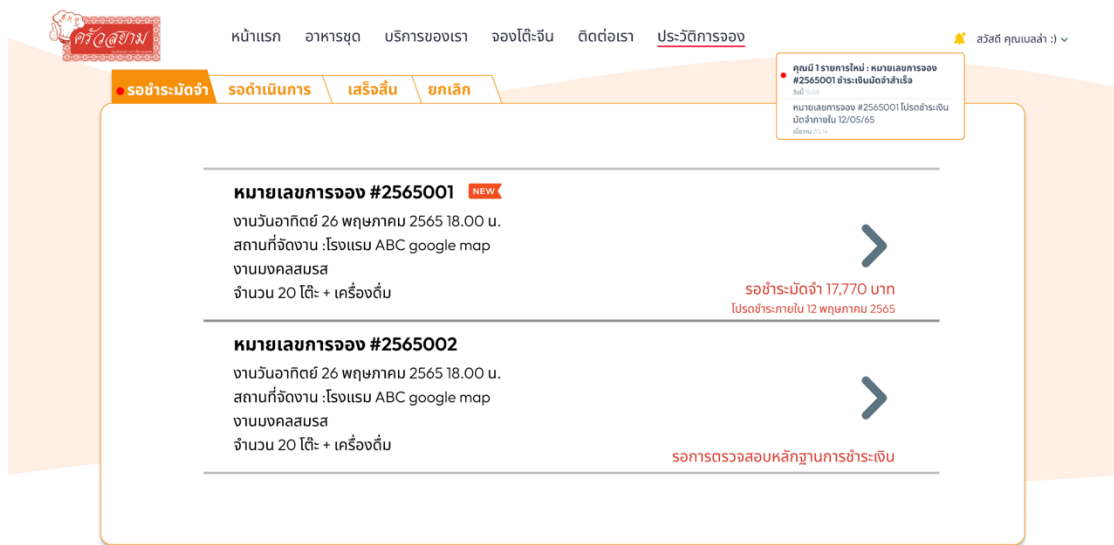 ครัวสยาม
หน้าแรก อาหารชุด บริการของเรา จองโต๊ะจีน ติดต่อเรา ประวัติการจอง
สวัสดี คุณเบลล่า :)
คุณมี 1 รายการใหม่ : หมายเลขการจอง
#2565001 ชำระเงินมัดจำสำเร็จ
วันนี้ 15.08
หมายเลขการจอง #2565001 โปรดชำระเงิน
มัดจำภายใน 12/05/65
เมื่อวาน 20.14
รอชำระมัดจำ รอดำเนินการ เสร็จสิ้น ยกเลิก
หมายเลขการจอง #2565001 NEW
งานวันอาทิตย์ 26 พฤษภาคม 2565 18.00 น.
สถานที่จัดงาน :โรงแรม ABC google map
งานมงคลสมรส
จำนวน 20 โต๊ะ + เครื่องดื่ม
รอชำระมัดจำ 17,770 บาท
โปรดชำระภายใน 12 พฤษภาคม 2565
หมายเลขการจอง #2565002
งานวันอาทิตย์ 26 พฤษภาคม 2565 18.00 น.
สถานที่จัดงาน :โรงแรม ABC google map
งานมงคลสมรส
จำนวน 20 โต๊ะ + เครื่องดื่ม
รอการตรวจสอบหลักฐานการชำระเงิน